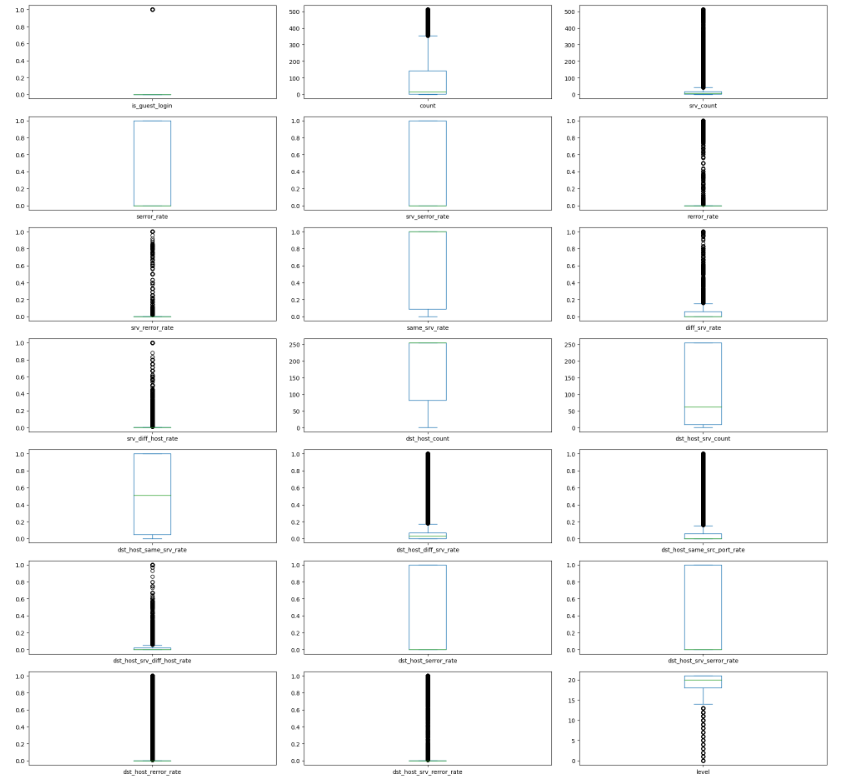 1.0 0.8 0.6 0.4 0.2 0.0 is_guest_login
500 400 300 200 100 0 count
500 400 300 200 100 0 srv_count
1.0 0.8 0.6 0.4 0.2 0.0 serror_rate
1.0 0.8 0.6 0.4 0.2 0.0 srv_serror_rate
1.0 0.8 0.6 0.4 0.2 0.0 rerror_rate
1.0 0.8 0.6 0.4 0.2 0.0 srv_rerror_rate
1.0 0.8 0.6 0.4 0.2 0.0 same_srv_rate
1.0 0.8 0.6 0.4 0.2 0.0 diff_srv_rate
1.0 0.8 0.6 0.4 0.2 0.0 srv_diff_host_rate
250 200 150 100 50 0 dst_host_count
250 200 150 100 50 0 dst_host_srv_count
1.0 0.8 0.6 0.4 0.2 0.0 dst_host_same_srv_rate
1.0 0.8 0.6 0.4 0.2 0.0 dst_host_diff_srv_rate
1.0 0.8 0.6 0.4 0.2 0.0 dst_host_same_src_port_rate
1.0 0.8 0.6 0.4 0.2 0.0 dst_host_srv_diff_host_rate
1.0 0.8 0.6 0.4 0.2 0.0 dst_host_serror_rate
1.0 0.8 0.6 0.4 0.2 0.0 dst_host_srv_serror_rate
1.0 0.8 0.6 0.4 0.2 0.0 dst_host_rerror_rate
1.0 0.8 0.6 0.4 0.2 0.0 dst_host_srv_rerror_rate
20 15 10 5 0 level